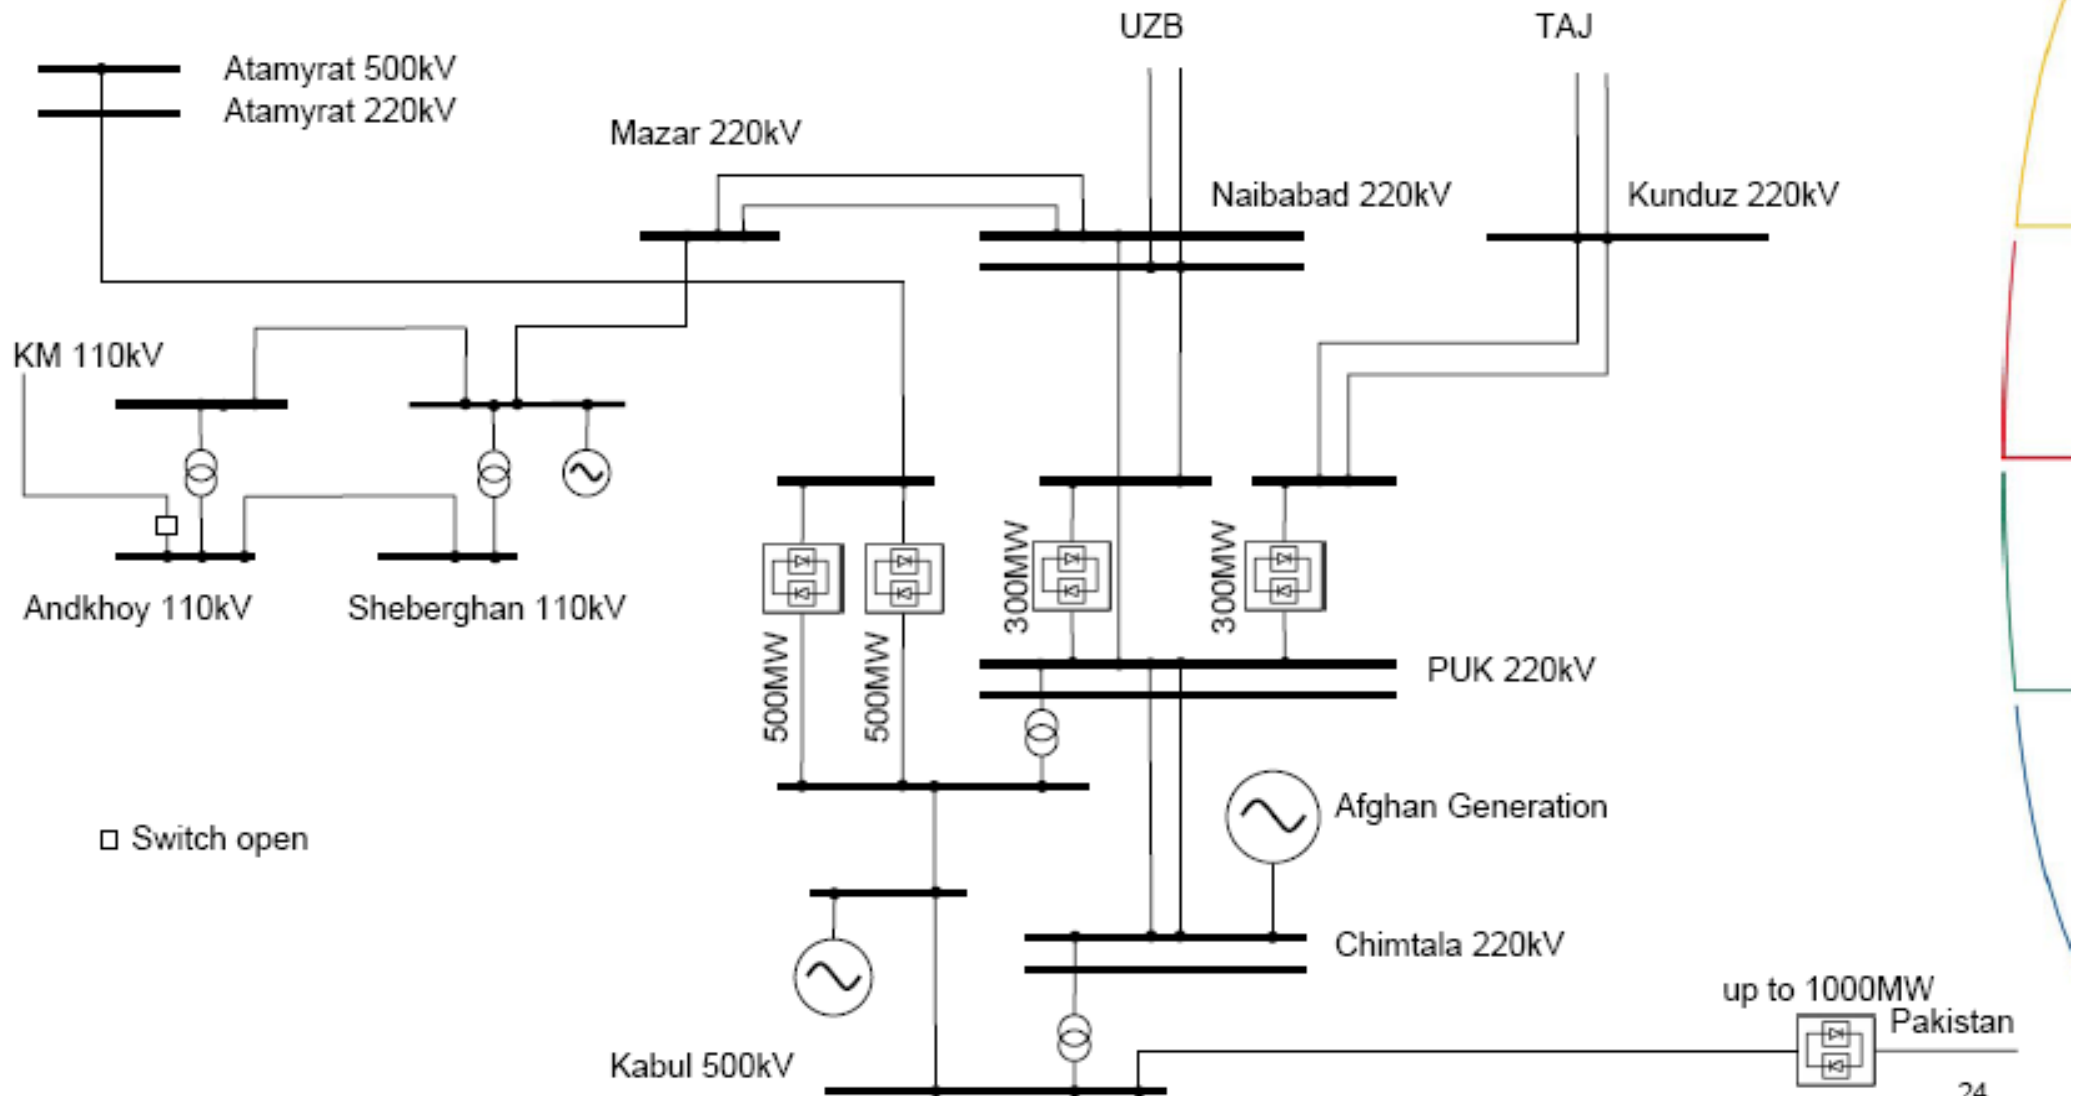 UZB
TAJ
Atamyrat 500kV
Atamyrat 220kV
Mazar 220kV
Naibabad 220kV
Kunduz 220kV
KM 110kV
300MW
300MW
Andkhoy 110kV
Sheberghan 110kV
500MW
500MW
PUK 220kV
Afghan Generation
Switch open
Chimtala 220kV
up to 1000MW
Pakistan
Kabul 500kV
24